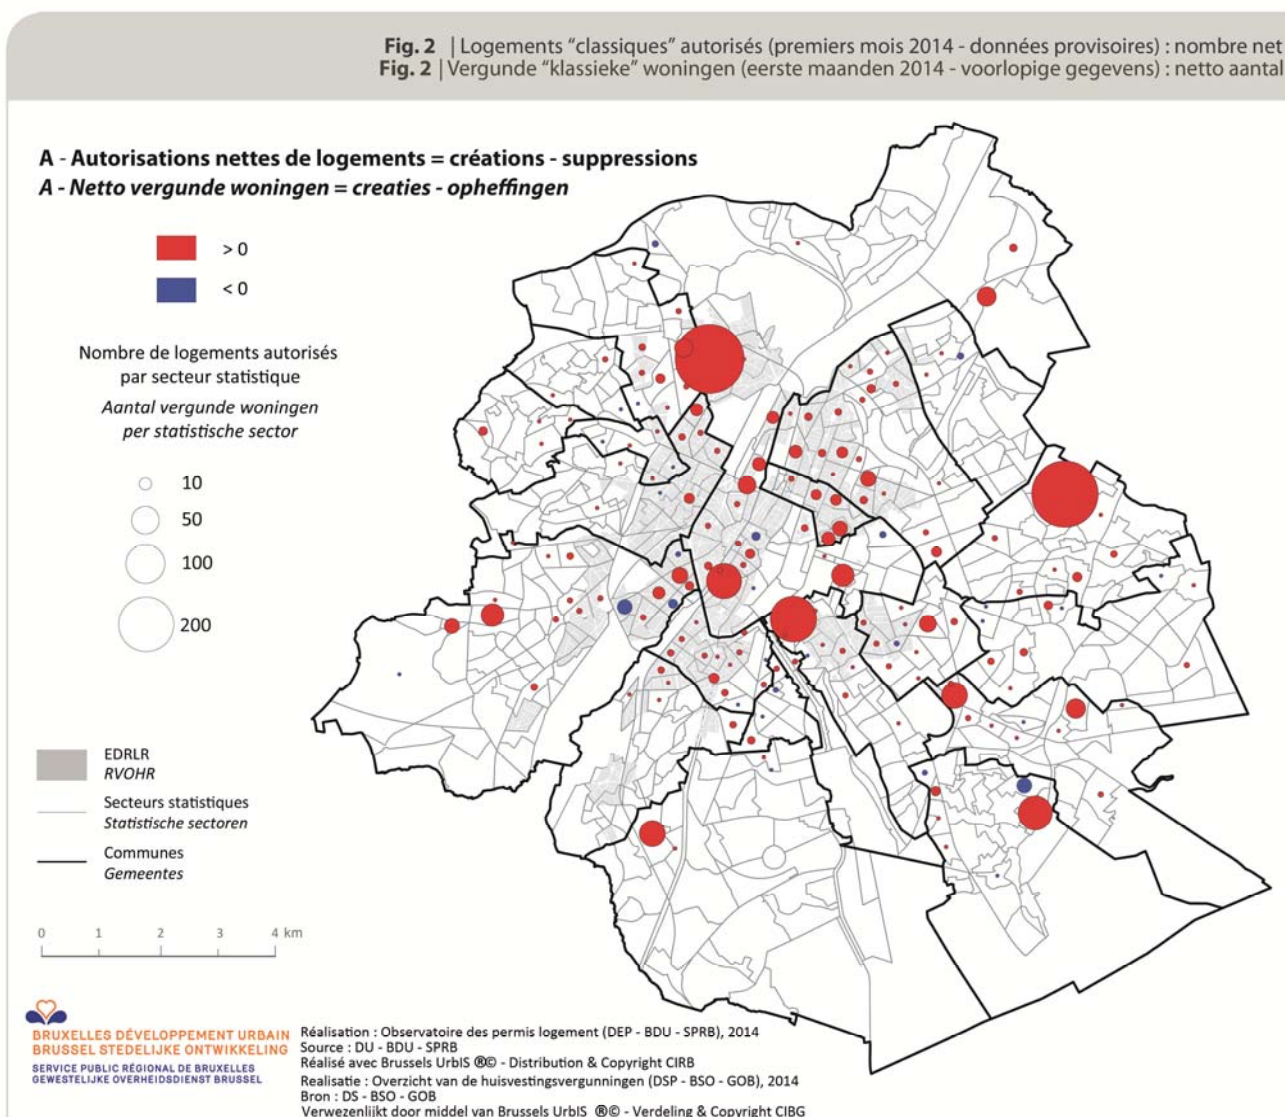 Fig. 2 | Logements “classiques” autorisés (premiers mois 2014 - données provisoires) : nombre net
Fig. 2 | Vergunde “klassieke” woningen (eerste maanden 2014 - voorlopige gegevens) : netto aantal
A - Autorisations nettes de logements = créations - suppressions
A - Netto vergunde woningen = creaties - opheffingen
> 0
< 0
Nombre de logements autorisés
par secteur statistique
Aantal vergunde woningen
per statistische sector
10
50
100
200
EDRLR
RVOHR
Secteurs statistiques
Statistische sectoren
Communes
Gemeentes
0 1 2 3 4 km
BRUXELLES DÉVELOPPEMENT URBAIN
BRUSSEL STEDELIJKE ONTWIKKELING
SERVICE PUBLIC RÉGIONAL DE BRUXELLES
GEWESTELIJKE OVERHEIDSDIENST BRUSSEL
Réalisation : Observatoire des permis logement (DEP - BDU - SPRB), 2014
Source : DU - BDU - SPRB
Réalisé avec Brussels UrbIS ®© - Distribution & Copyright CIRB
Realisatie : Overzicht van de huisvestingsvergunningen (DSP - BSO - GOB), 2014
Bron : DS - BSO - GOB
Verwezenlijkt door middel van Brussels UrbIS ®© - Verdeling & Copyright CIBG